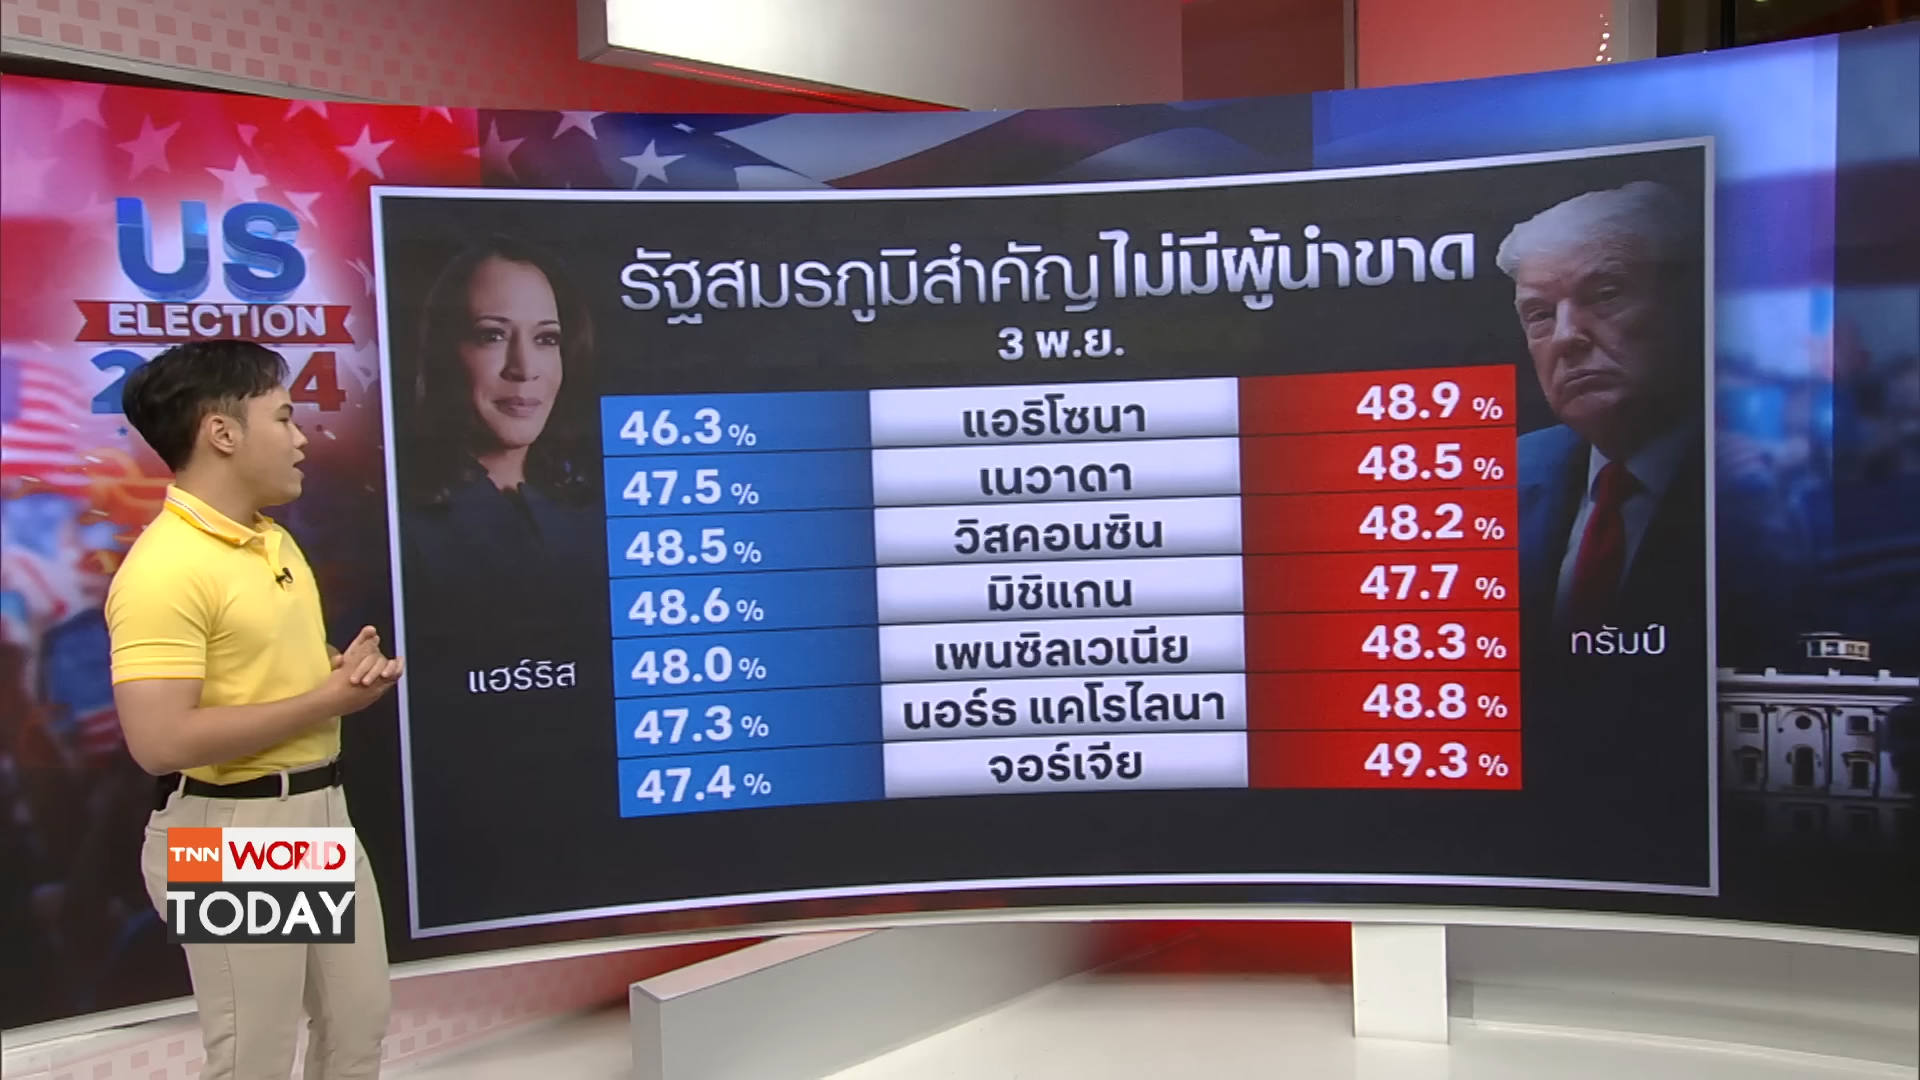 US
ELECTION
2 4
รัฐสมรภูมิสำคัญ ไม่มีผู้นำขาด
3 พ.ย.
46.3 % แอริโซนา 48.9 %
47.5 % เนวาดา 48.5 %
48.5 % วิสคอนซิน 48.2 %
48.6 % มิชิแกน 47.7 %
48.0 % เพนซิลเวเนีย 48.3 %
47.3 % นอร์ธ แคโรไลนา 48.8 %
47.4 % จอร์เจีย 49.3 %
แฮร์ริส
ทรัมป์
TNN WORLD
TODAY